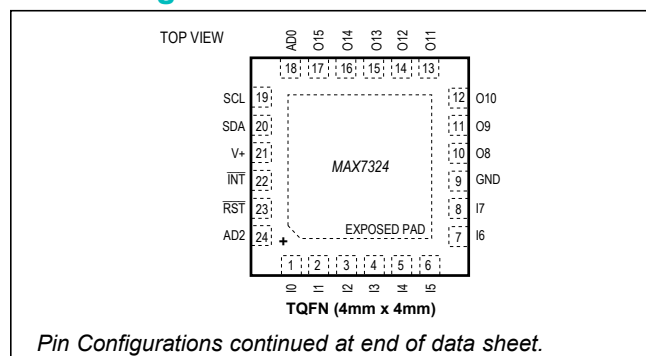 TOP VIEW
AD0 O15 O14 O13 O12 O11
18 17 16 15 14 13
SCL 19
SDA 20
V+ 21
INT 22
RST 23
AD2 24
12 O10
11 O9
10 O8
9 GND
8 I7
7 I6
MAX7324
EXPOSED PAD
+
1 2 3 4 5 6
I0 I1 I2 I3 I4 I5
TQFN (4mm x 4mm)
Pin Configurations continued at end of data sheet.